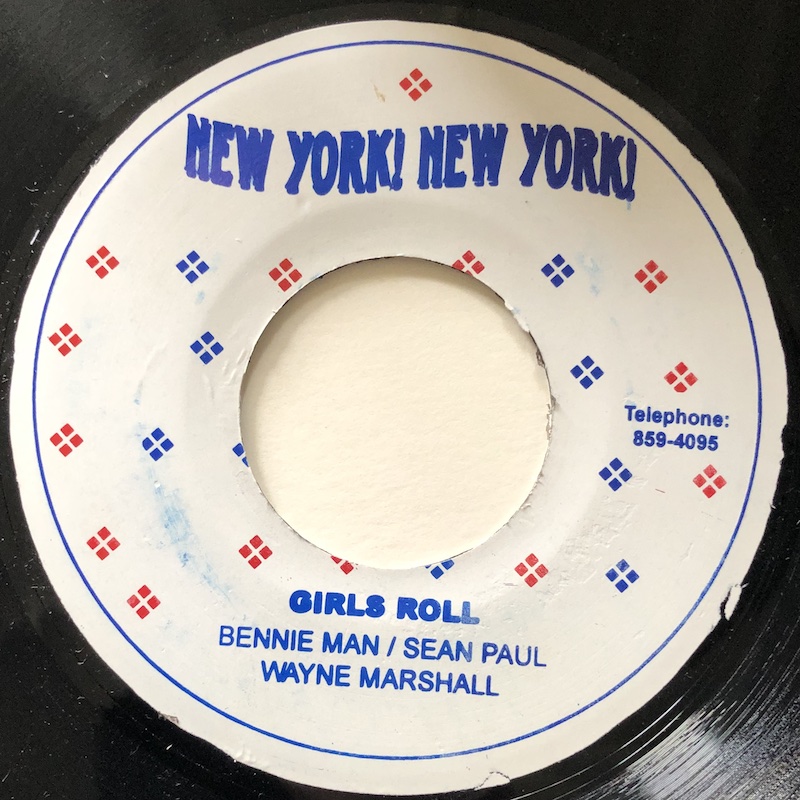 NEW YORK! NEW YORK!
Telephone:
859-4095
GIRLS ROLL
BENNIE MAN / SEAN PAUL
WAYNE MARSHALL